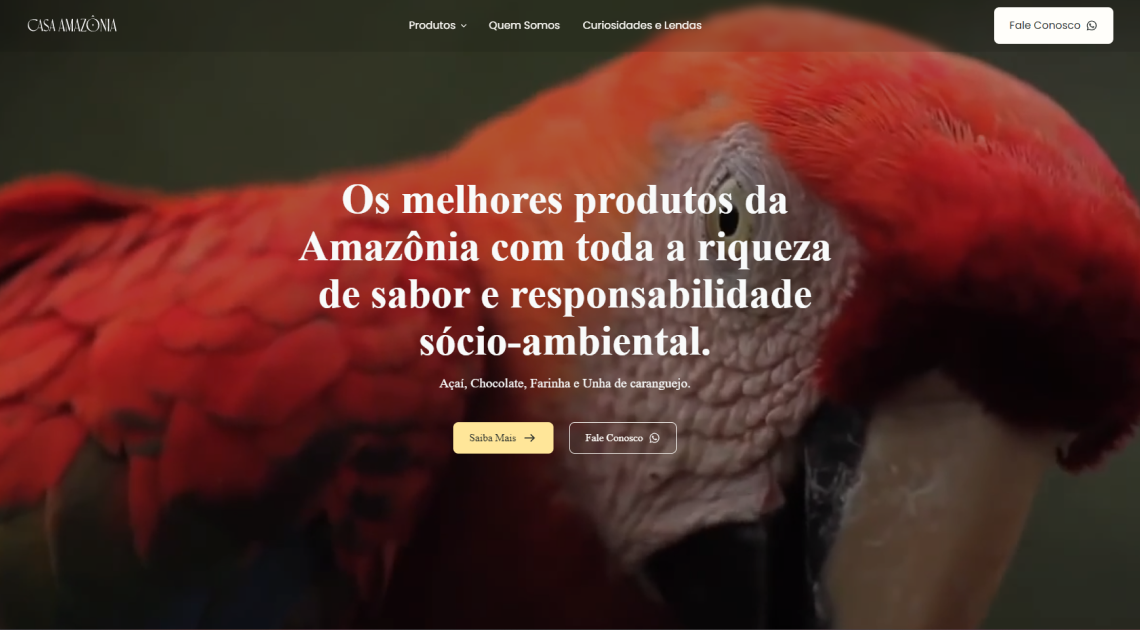 CASA AMAZÔNIA
Produtos
Quem Somos
Curiosidades e Lendas
Fale Conosco
Os melhores produtos da
Amazônia com toda a riqueza
de sabor e responsabilidade
sócio-ambiental.
Açaí, Chocolate, Farinha e Unha de caranguejo.
Saiba Mais
Fale Conosco